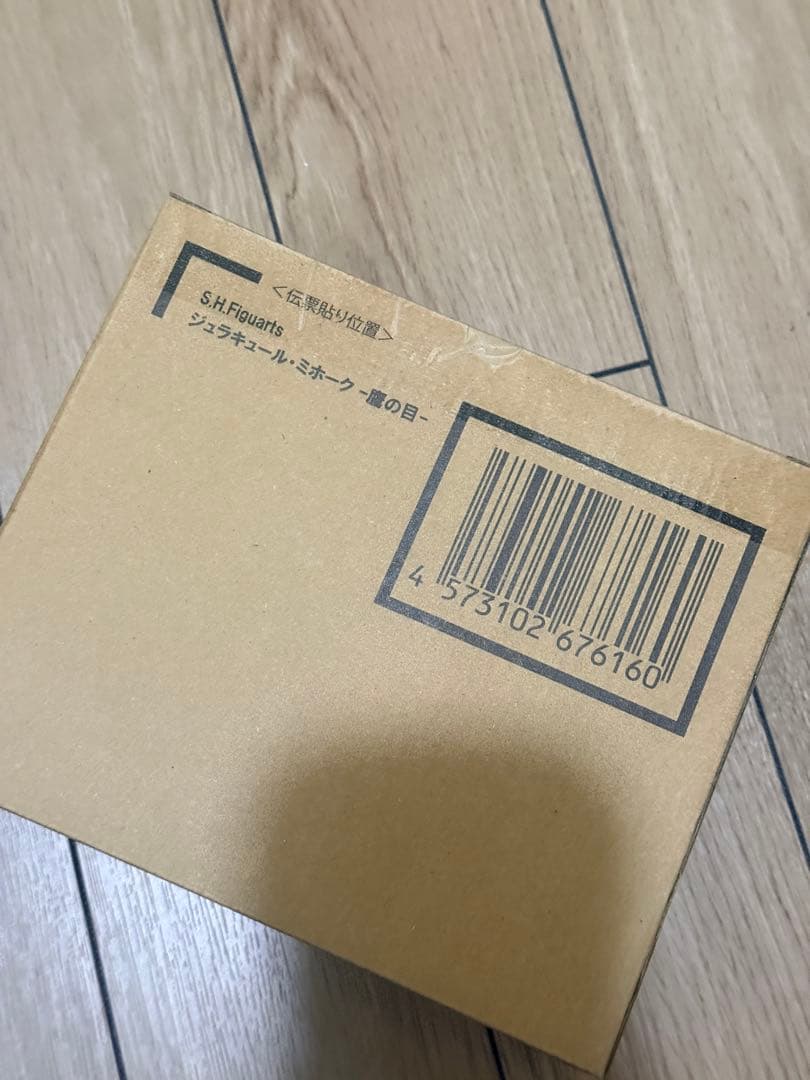 <伝票貼り位置>
S.H.Figuarts
ジュラキュール・ミホーク -鷹の目-
4 573102 676160